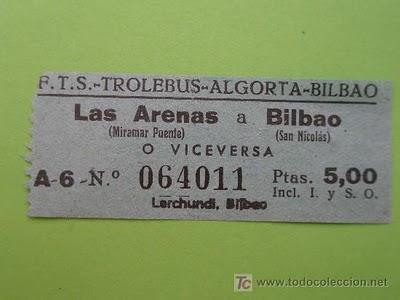 F.T.S.-TROLEBUS-ALGORTA-BILBAO
Las Arenas a Bilbao
(Miramar Puente) (San Nicolás)
O VICEVERSA
A-6-N.º 064011 Ptas. 5,00
Incl. I. y S. O.
Lerchundi, Bilbao
TC www.todocoleccion.net